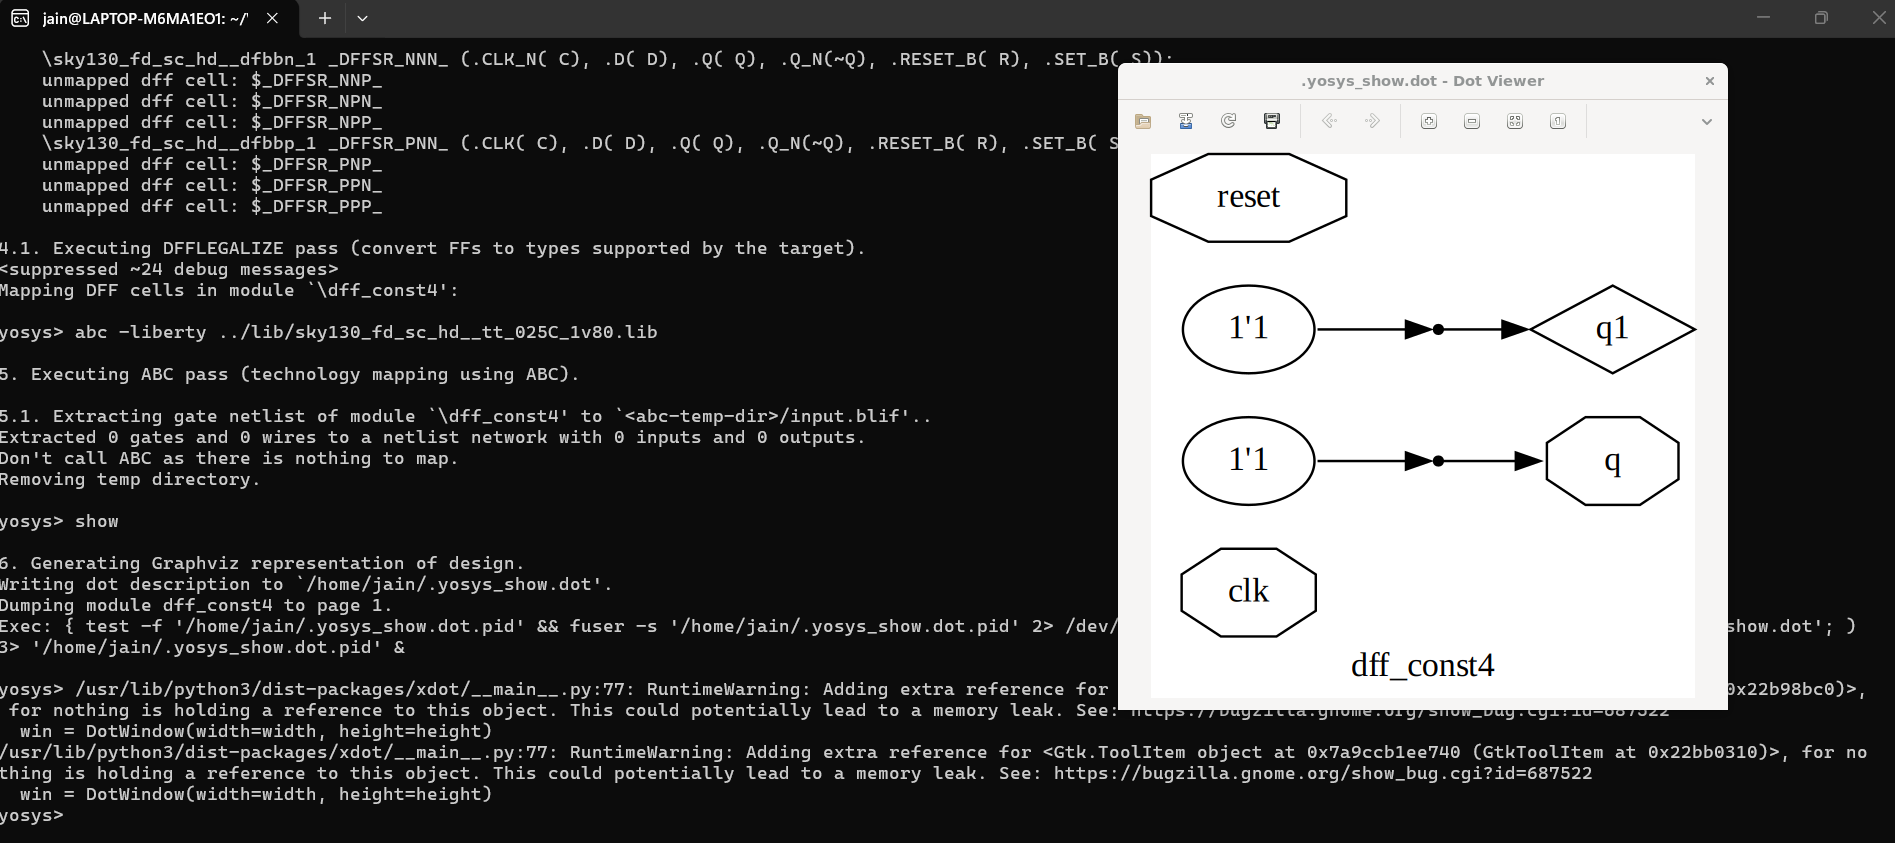 jain@LAPTOP-M6MA1EO1: ~/'
\sky130_fd_sc_hd__dfbbn_1 _DFFSR_NNN_ (.CLK_N( C), .D( D), .Q( Q), .Q_N(~Q), .RESET_B( R), .SET_B( S));
unmapped dff cell: $_DFFSR_NNP_
unmapped dff cell: $_DFFSR_NPN_
unmapped dff cell: $_DFFSR_NPP_
\sky130_fd_sc_hd__dfbbp_1 _DFFSR_PNN_ (.CLK( C), .D( D), .Q( Q), .Q_N(~Q), .RESET_B( R), .SET_B( S
unmapped dff cell: $_DFFSR_PNP_
unmapped dff cell: $_DFFSR_PPN_
unmapped dff cell: $_DFFSR_PPP_
4.1. Executing DFFLEGALIZE pass (convert FFs to types supported by the target).
<suppressed ~24 debug messages>
Mapping DFF cells in module `\dff_const4':
yosys> abc -liberty ../lib/sky130_fd_sc_hd__tt_025C_1v80.lib
5. Executing ABC pass (technology mapping using ABC).
5.1. Extracting gate netlist of module `\dff_const4' to `<abc-temp-dir>/input.blif'..
Extracted 0 gates and 0 wires to a netlist network with 0 inputs and 0 outputs.
Don't call ABC as there is nothing to map.
Removing temp directory.
yosys> show
6. Generating Graphviz representation of design.
Writing dot description to `/home/jain/.yosys_show.dot'.
Dumping module dff_const4 to page 1.
Exec: { test -f '/home/jain/.yosys_show.dot.pid' && fuser -s '/home/jain/.yosys_show.dot.pid' 2> /dev/ show.dot'; )
3> '/home/jain/.yosys_show.dot.pid' &
yosys> /usr/lib/python3/dist-packages/xdot/__main__.py:77: RuntimeWarning: Adding extra reference for 0x22b98bc0)>,
for nothing is holding a reference to this object. This could potentially lead to a memory leak. See: https://bugzilla.gnome.org/show_bug.cgi?id=687522
win = DotWindow(width=width, height=height)
/usr/lib/python3/dist-packages/xdot/__main__.py:77: RuntimeWarning: Adding extra reference for <Gtk.ToolItem object at 0x7a9ccb1ee740 (GtkToolItem at 0x22bb0310)>, for no
thing is holding a reference to this object. This could potentially lead to a memory leak. See: https://bugzilla.gnome.org/show_bug.cgi?id=687522
win = DotWindow(width=width, height=height)
yosys>
.yosys_show.dot - Dot Viewer
reset
1'1 q1
1'1 q
clk
dff_const4